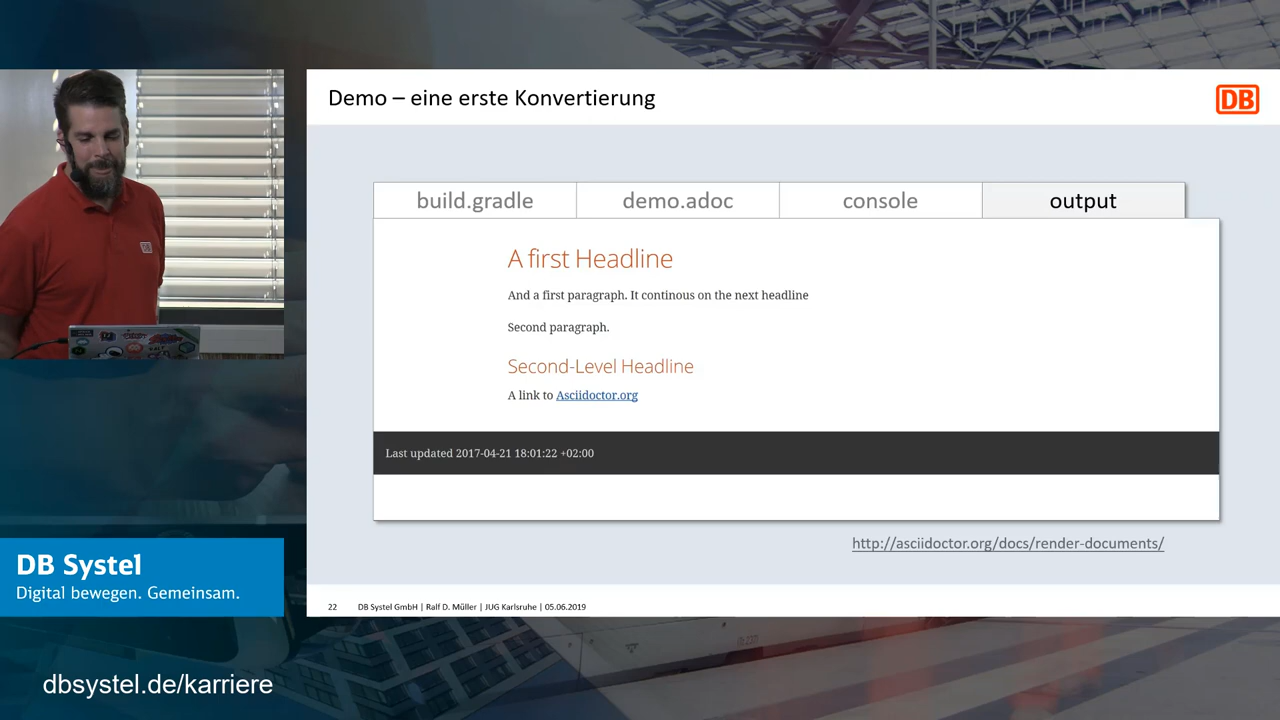 Demo – eine erste Konvertierung
DB
build.gradle
demo.adoc
console
output
A first Headline
And a first paragraph. It continous on the next headline
Second paragraph.
Second-Level Headline
A link to Asciidoctor.org
Last updated 2017-04-21 18:01:22 +02:00
http://asciidoctor.org/docs/render-documents/
22 DB Systel GmbH | Ralf D. Müller | JUG Karlsruhe | 05.06.2019
DB Systel
Digital bewegen. Gemeinsam.
dbsystel.de/karriere